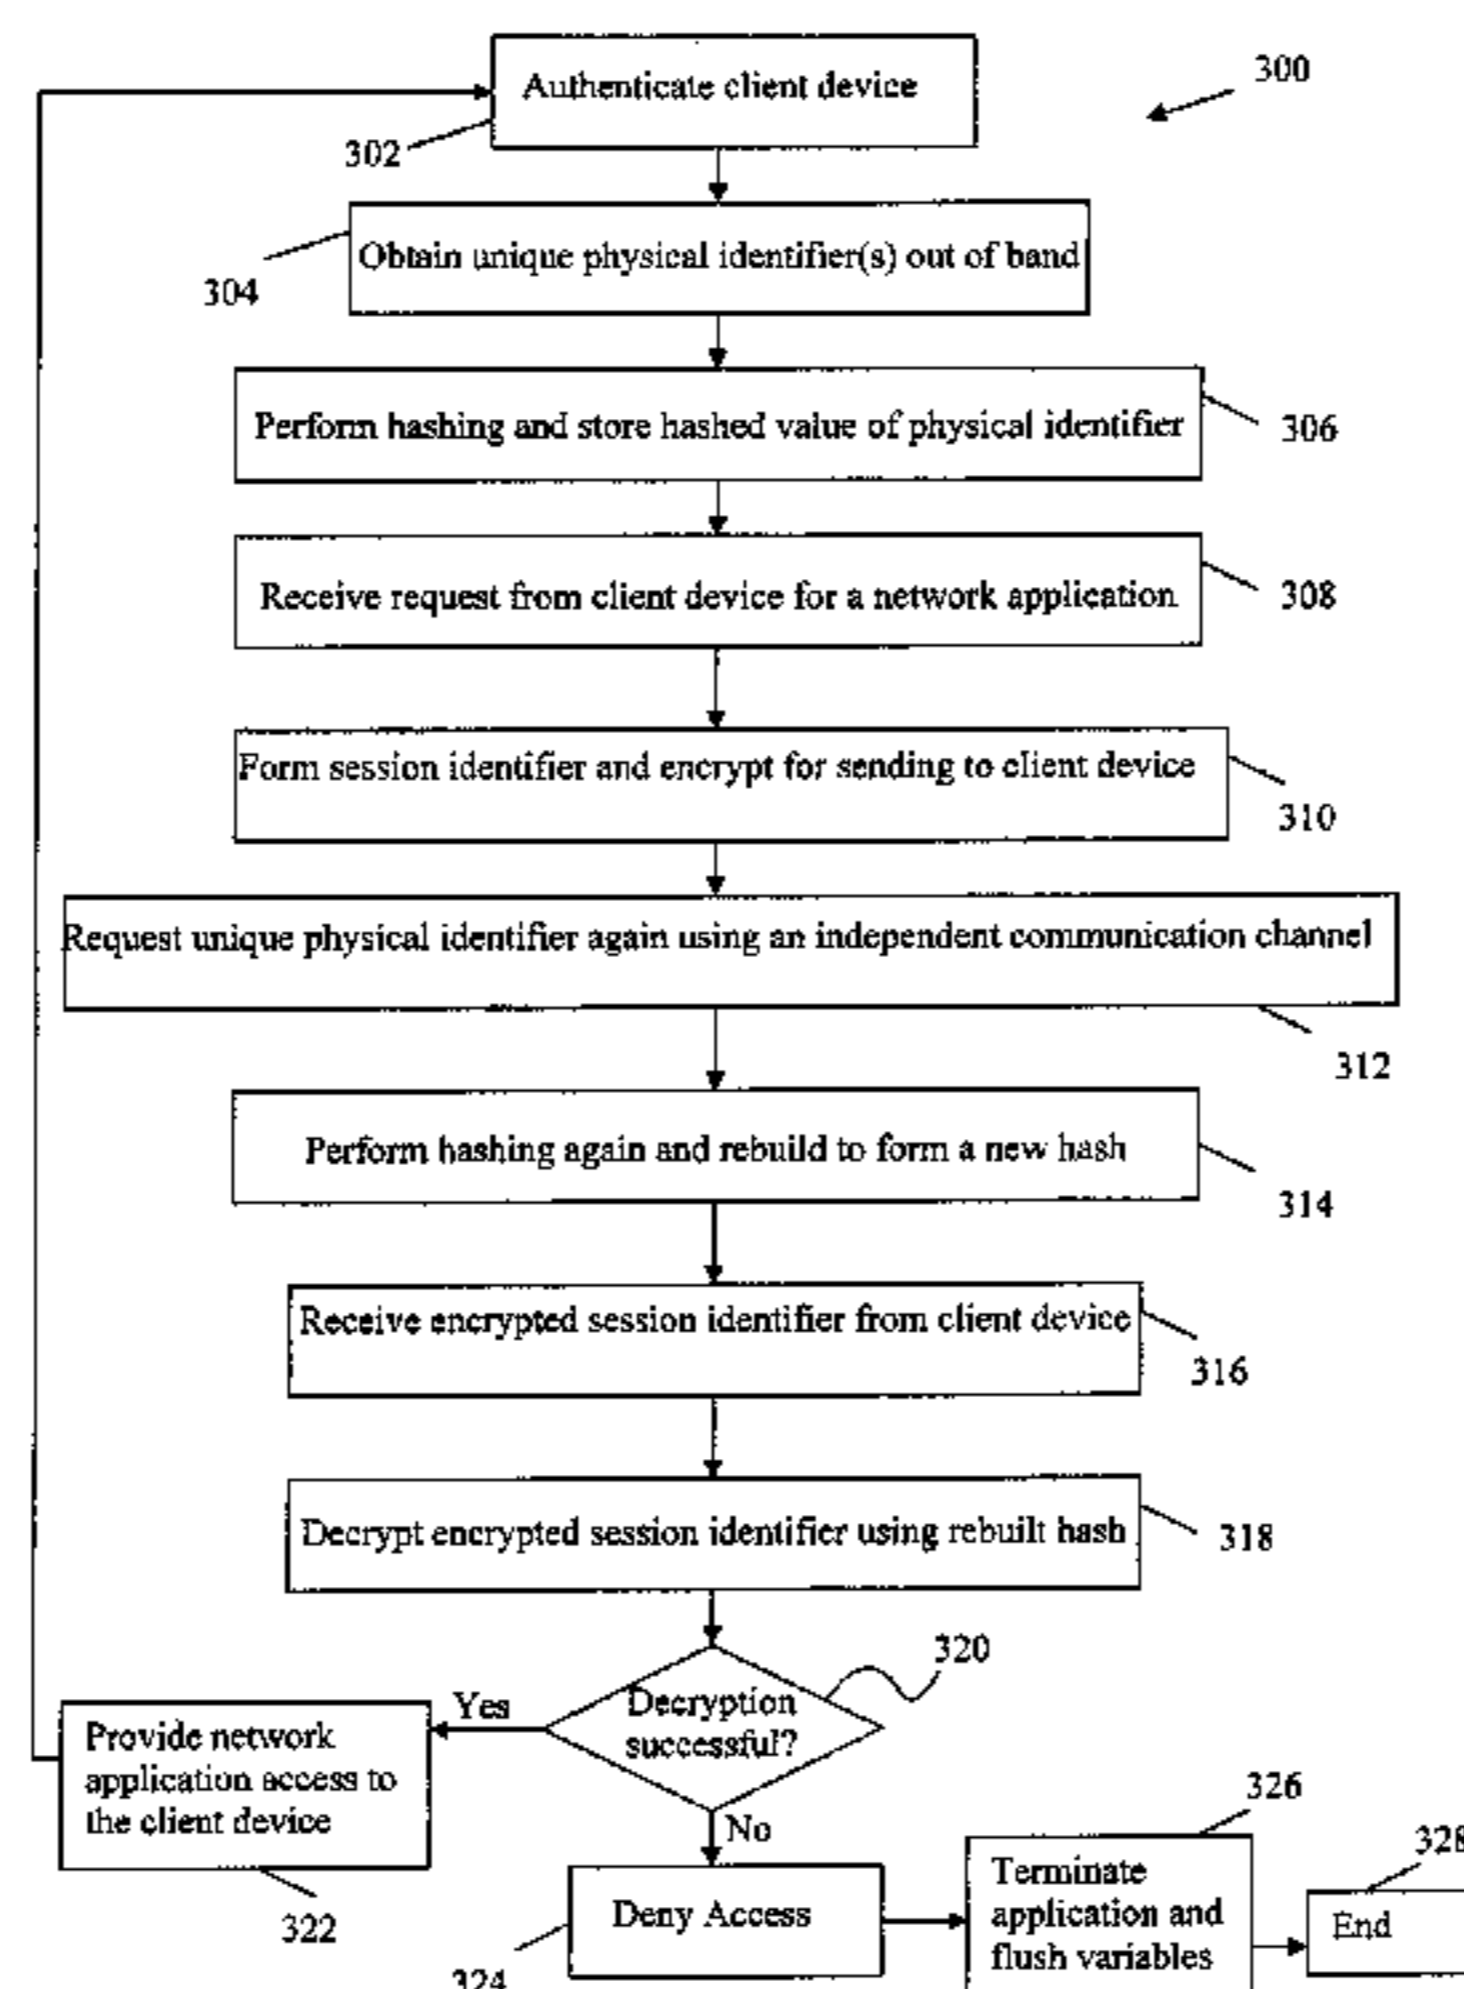 Authenticate client device
300
302
Obtain unique physical identifier(s) out of band
304
Perform hashing and store hashed value of physical identifier
306
Receive request from client device for a network application
308
Form session identifier and encrypt for sending to client device
310
Request unique physical identifier again using an independent communication channel
312
Perform hashing again and rebuild to form a new hash
314
Receive encrypted session identifier from client device
316
Decrypt encrypted session identifier using rebuilt hash
318
320
Decryption
successful?
Yes
Provide network
application access to
the client device
322
No
Deny Access
324
326
Terminate
application and
flush variables
328
End